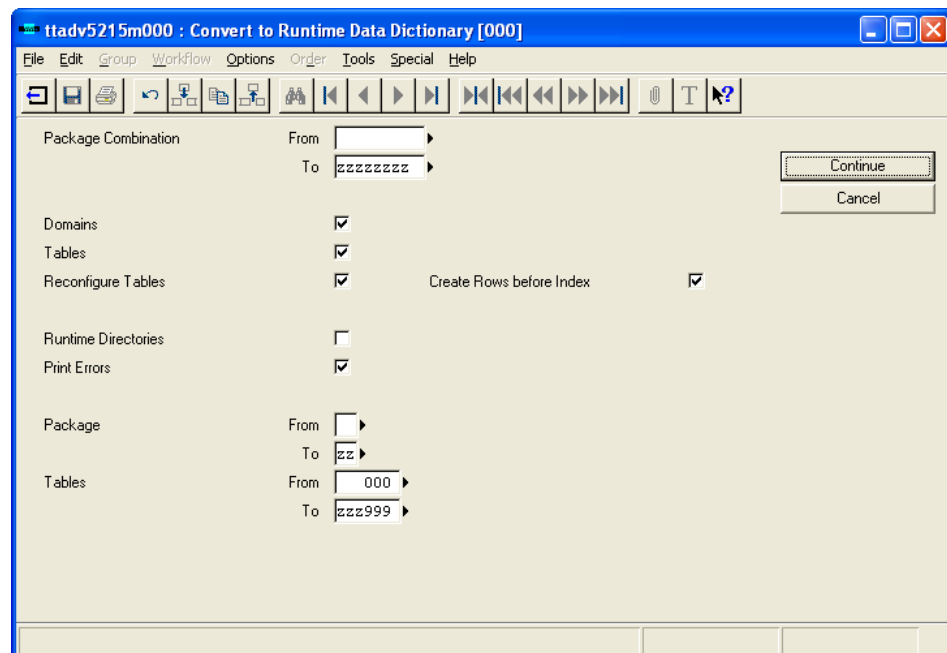 ttadv5215m000 : Convert to Runtime Data Dictionary [000]
File Edit Group Workflow Options Order Tools Special Help
T ?
Package Combination From
To zzzzzzzz
Continue
Cancel
Domains
Tables
Reconfigure Tables Create Rows before Index
Runtime Directories
Print Errors
Package From
To zz
Tables From 000
To zzz999